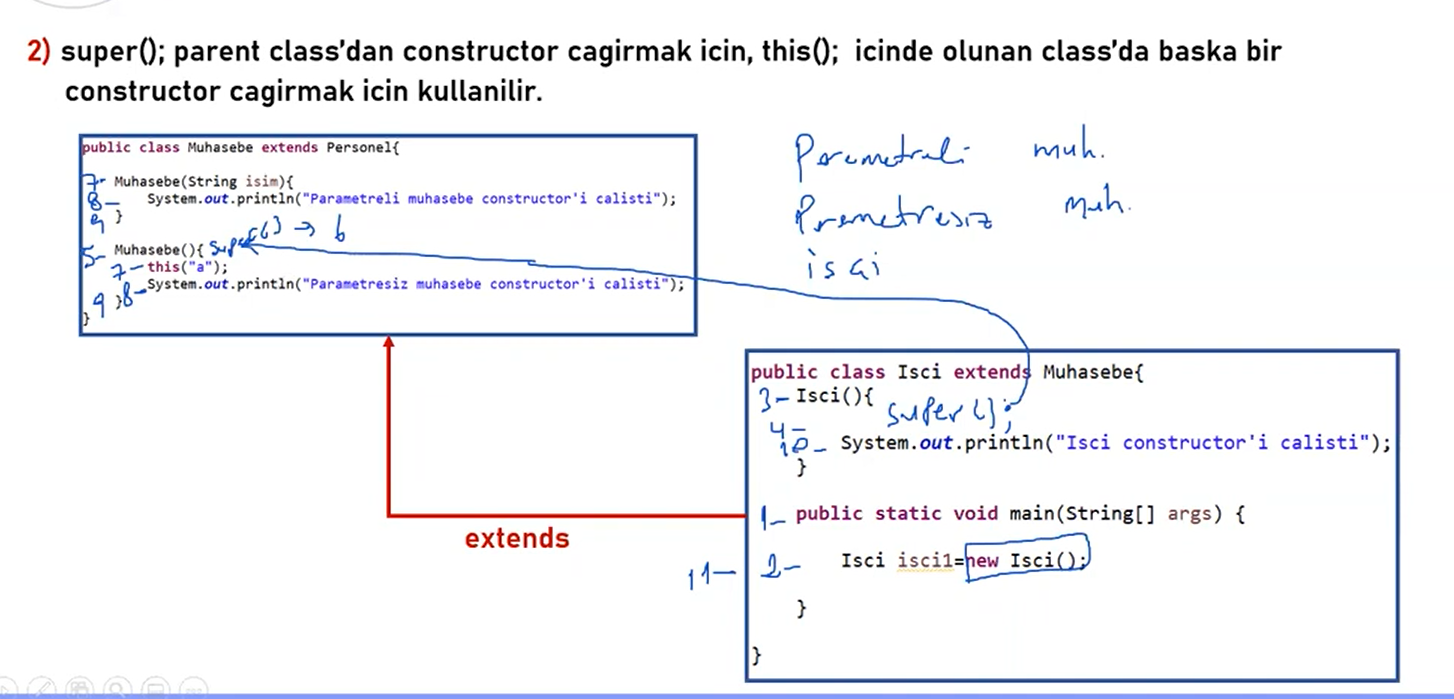 2) super(); parent class'dan constructor cagirmak icin, this(); icinde olunan class'da baska bir
constructor cagirmak icin kullanilir.
public class Muhasebe extends Personel{
7- Muhasebe(String isim){
8- System.out.println("Parametreli muhasebe constructor'i calisti");
9 }
5- Muhasebe(){ super() → 6
7- this("a");
8- System.out.println("Parametresiz muhasebe constructor'i calisti");
9 }
}
Parametreli muh.
Prametresiz muh.
isci
extends
public class Isci extends Muhasebe{
3- Isci(){ super();
4-
10- System.out.println("Isci constructor'i calisti");
}
1- public static void main(String[] args) {
11- 2- Isci isci1=new Isci();
}
}